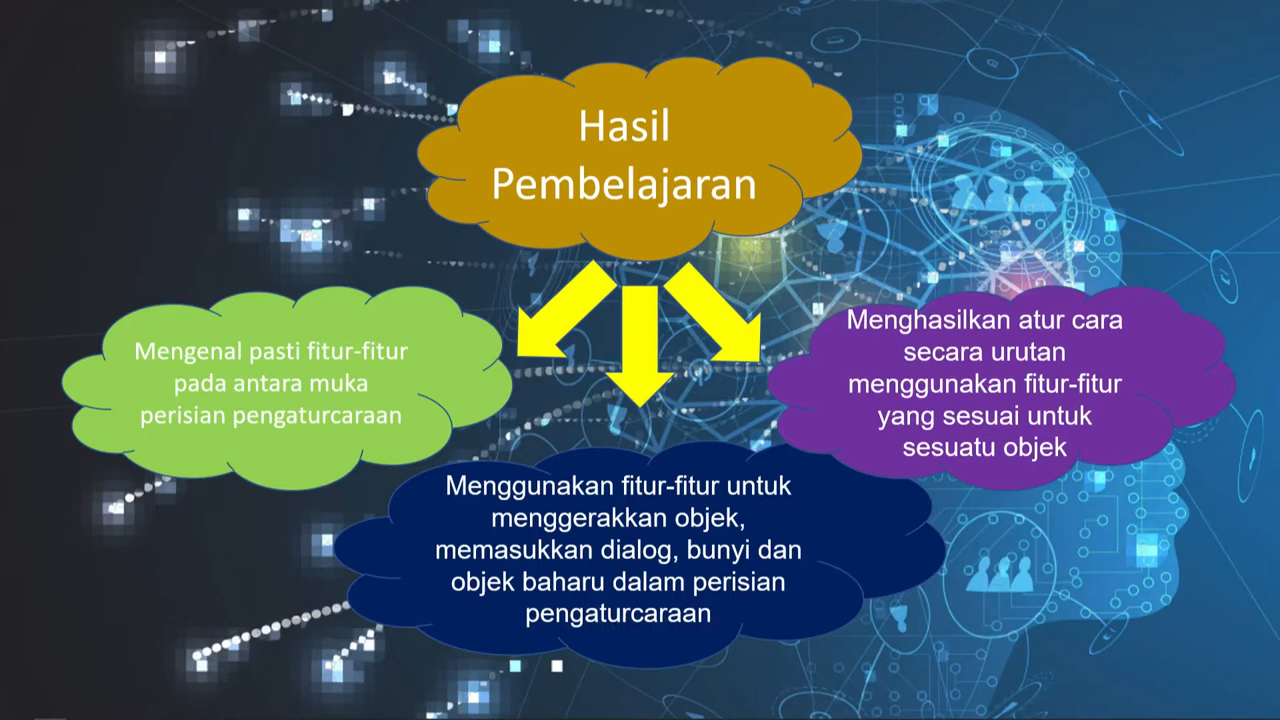 Hasil
Pembelajaran
Mengenal pasti fitur-fitur
pada antara muka
perisian pengaturcaraan
Menggunakan fitur-fitur untuk
menggerakkan objek,
memasukkan dialog, bunyi dan
objek baharu dalam perisian
pengaturcaraan
Menghasilkan atur cara
secara urutan
menggunakan fitur-fitur
yang sesuai untuk
sesuatu objek